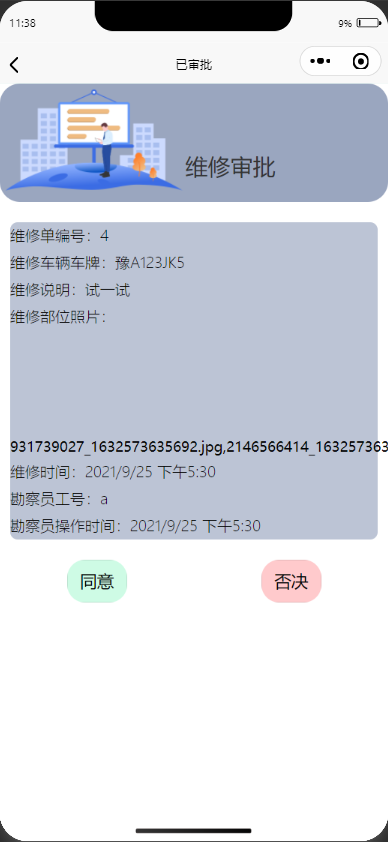 11:38
9%
已审批
维修审批
维修单编号：4
维修车辆车牌：豫A123JK5
维修说明：试一试
维修部位照片：
931739027_1632573635692.jpg,2146566414_163257363
维修时间：2021/9/25 下午5:30
勘察员工号：a
勘察员操作时间：2021/9/25 下午5:30
同意
否决